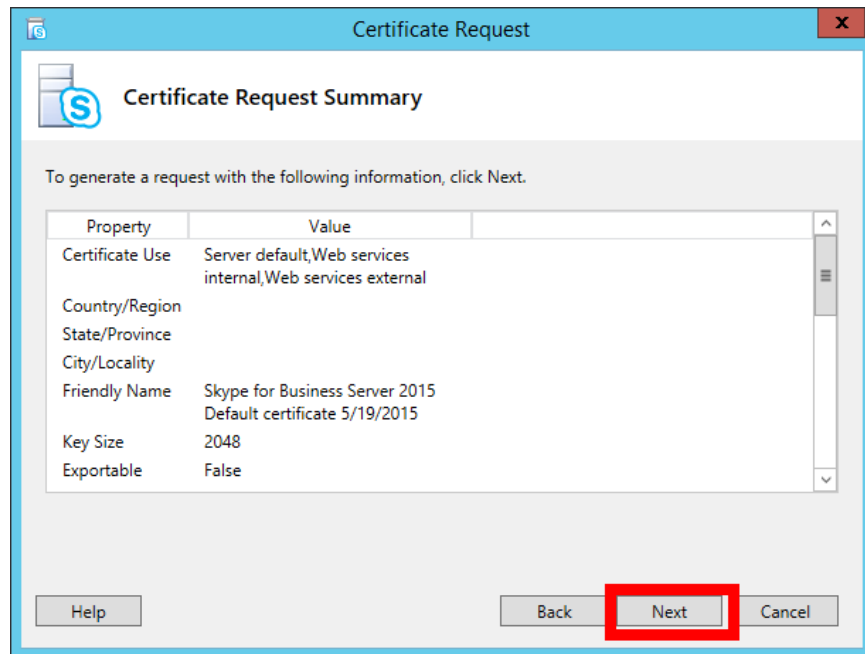 Certificate Request
x
S
S
Certificate Request Summary
To generate a request with the following information, click Next.
Property Value
Certificate Use Server default,Web services
internal,Web services external
Country/Region
State/Province
City/Locality
Friendly Name Skype for Business Server 2015
Default certificate 5/19/2015
Key Size 2048
Exportable False
Help Back Next Cancel